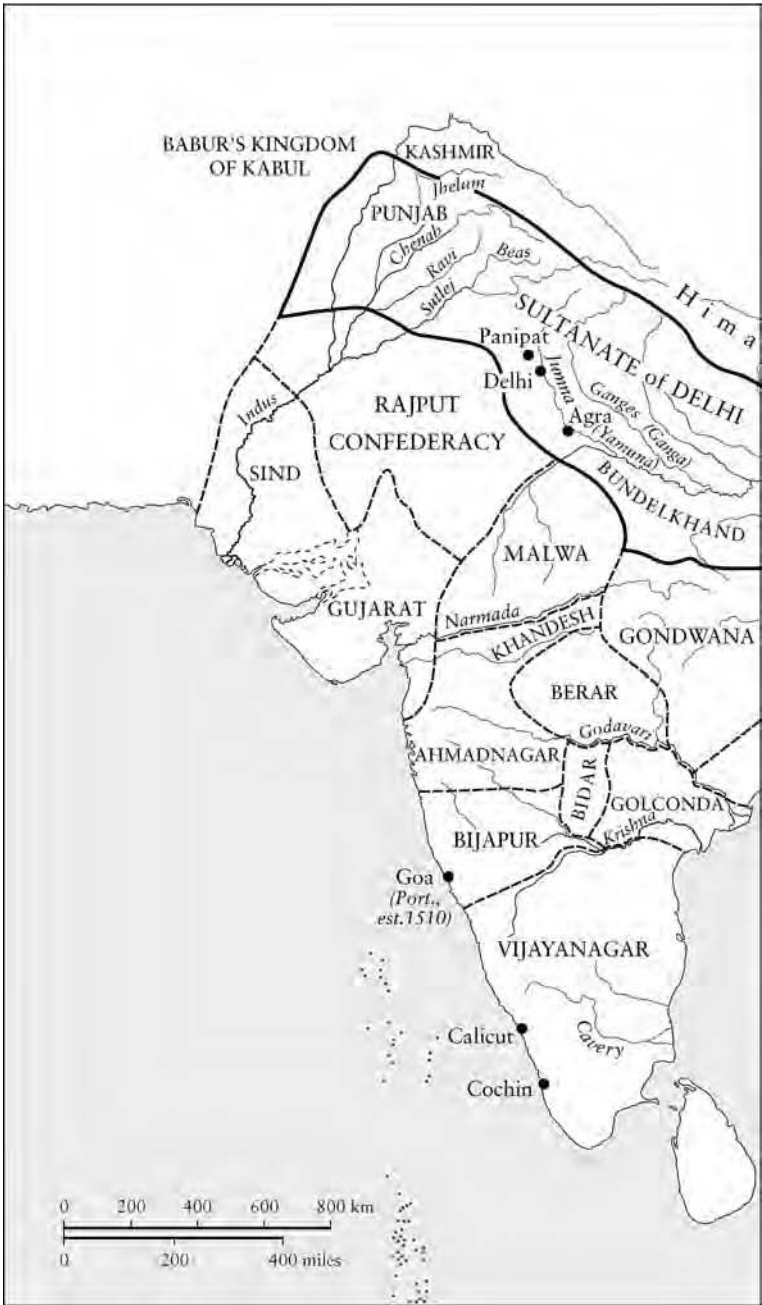 BABUR'S KINGDOM
OF KABUL
KASHMIR
Jhelum
PUNJAB
Chenab
Ravi
Beas
Sutlej
Hima
SULTANATE of DELHI
Panipat
Delhi
Jumna
(Yamuna)
Ganges (Ganga)
Agra
RAJPUT
CONFEDERACY
Indus
SIND
BUNDELKHAND
MALWA
GUJARAT
Narmada
KHANDESH
GONDWANA
BERAR
Godavari
AHMADNAGAR
BIDAR
GOLCONDA
Krishna
BIJAPUR
Goa
(Port.,
est.1510)
VIJAYANAGAR
Calicut
Cavery
Cochin
0 200 400 600 800 km
0 200 400 miles